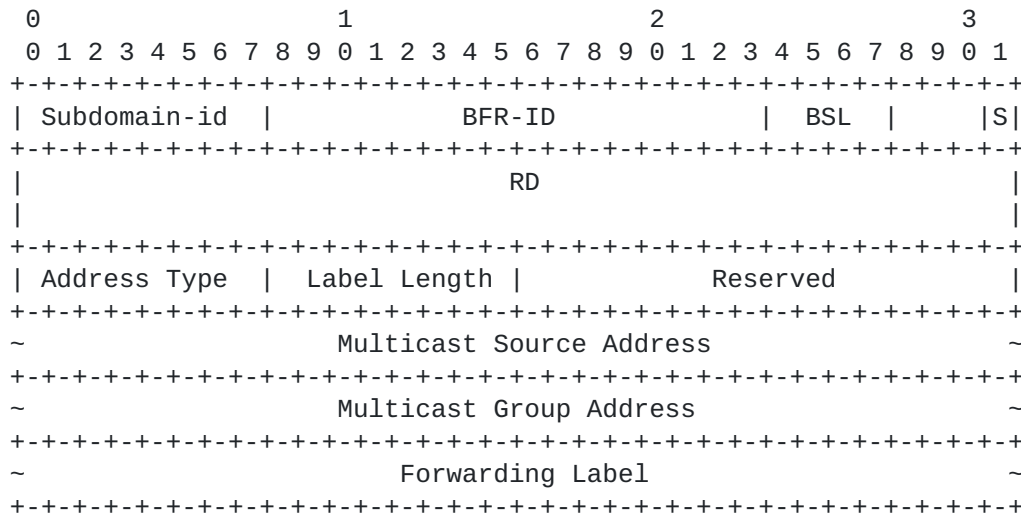 0                   1                   2                   3
 0 1 2 3 4 5 6 7 8 9 0 1 2 3 4 5 6 7 8 9 0 1 2 3 4 5 6 7 8 9 0 1
+-+-+-+-+-+-+-+-+-+-+-+-+-+-+-+-+-+-+-+-+-+-+-+-+-+-+-+-+-+-+-+-+
| Subdomain-id  |            BFR-ID             |  BSL  |     |S|
+-+-+-+-+-+-+-+-+-+-+-+-+-+-+-+-+-+-+-+-+-+-+-+-+-+-+-+-+-+-+-+-+
|                               RD                              |
|                                                               |
+-+-+-+-+-+-+-+-+-+-+-+-+-+-+-+-+-+-+-+-+-+-+-+-+-+-+-+-+-+-+-+-+
| Address Type  |  Label Length |            Reserved           |
+-+-+-+-+-+-+-+-+-+-+-+-+-+-+-+-+-+-+-+-+-+-+-+-+-+-+-+-+-+-+-+-+
~                    Multicast Source Address                   ~
+-+-+-+-+-+-+-+-+-+-+-+-+-+-+-+-+-+-+-+-+-+-+-+-+-+-+-+-+-+-+-+-+
~                    Multicast Group Address                    ~
+-+-+-+-+-+-+-+-+-+-+-+-+-+-+-+-+-+-+-+-+-+-+-+-+-+-+-+-+-+-+-+-+
~                        Forwarding Label                       ~
+-+-+-+-+-+-+-+-+-+-+-+-+-+-+-+-+-+-+-+-+-+-+-+-+-+-+-+-+-+-+-+-+